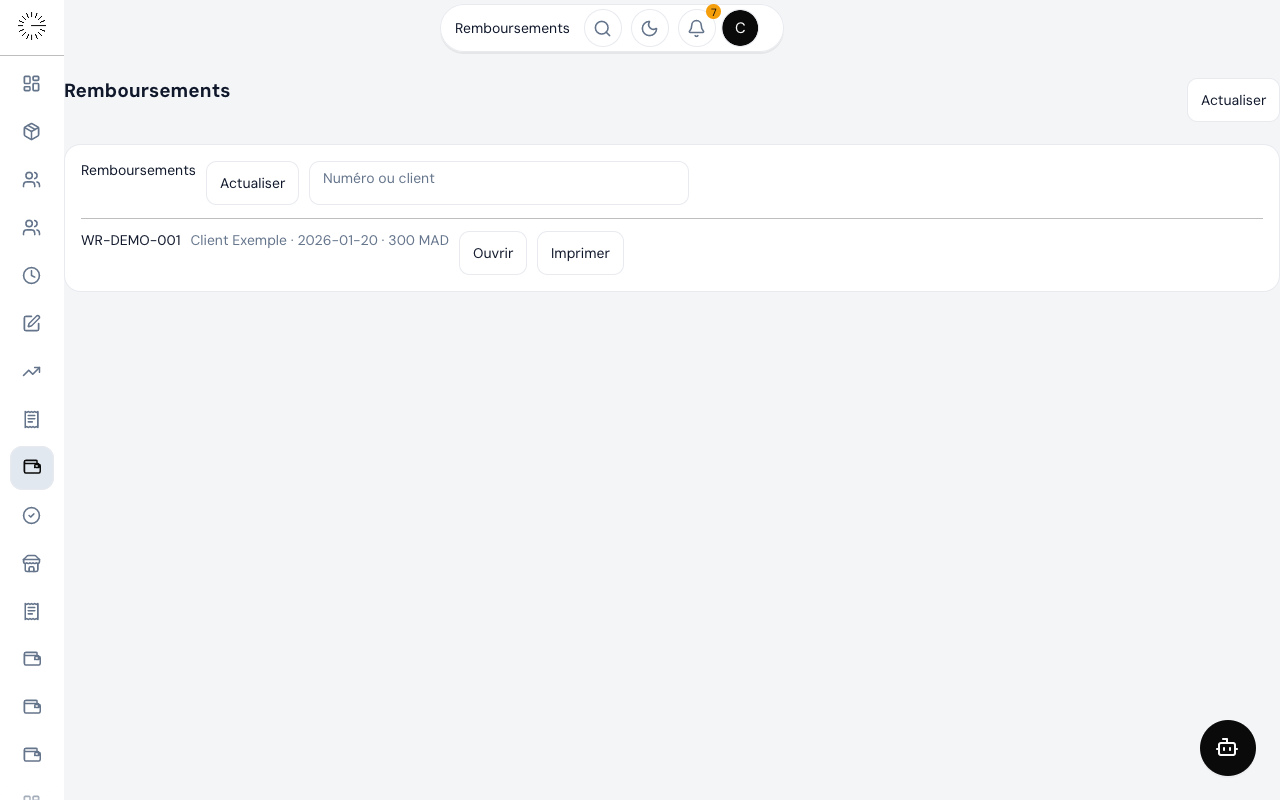 Remboursements
7
C
Remboursements
Actualiser
Remboursements
Actualiser
Numéro ou client
WR-DEMO-001 Client Exemple · 2026-01-20 · 300 MAD
Ouvrir
Imprimer